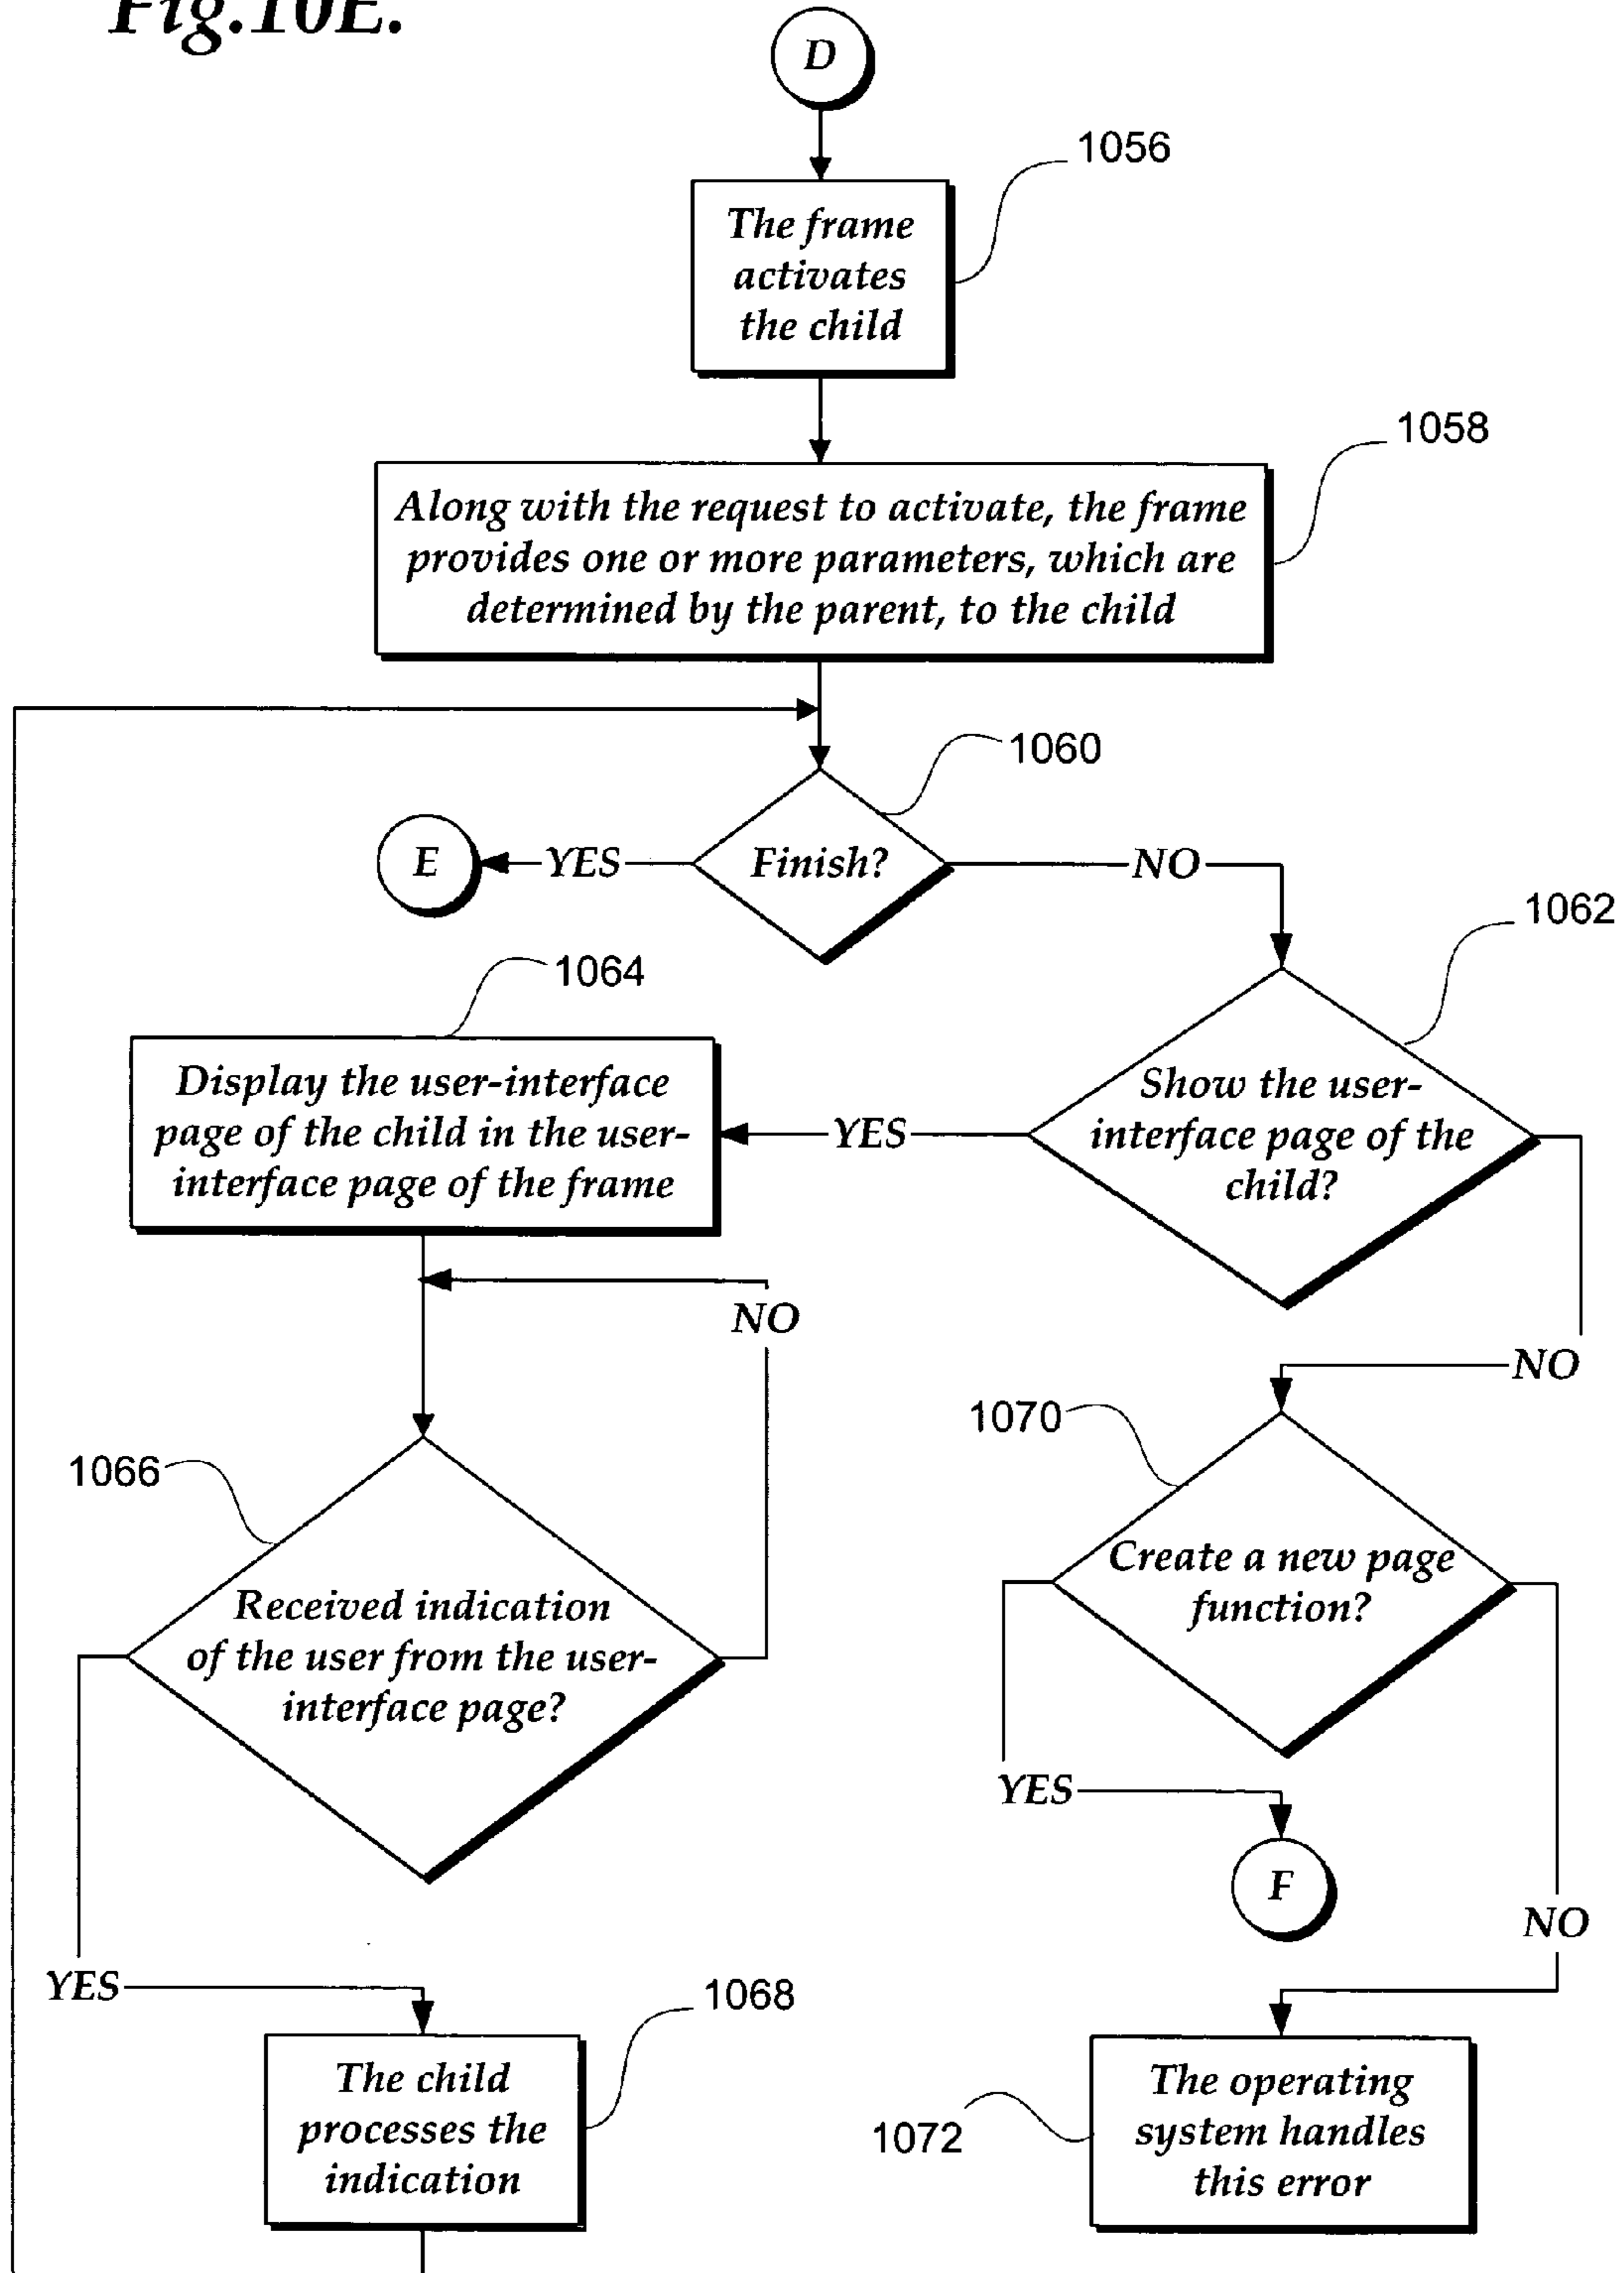 Fig.10E.
D
1056
The frame
activates
the child
1058
Along with the request to activate, the frame
provides one or more parameters, which are
determined by the parent, to the child
1060
E
YES
Finish?
NO
1062
1064
Display the user-interface
page of the child in the user-
interface page of the frame
YES
Show the user-
interface page of the
child?
NO
NO
1070
1066
Create a new page
function?
Received indication
of the user from the user-
interface page?
YES
F
NO
YES
1068
The child
processes the
indication
1072
The operating
system handles
this error